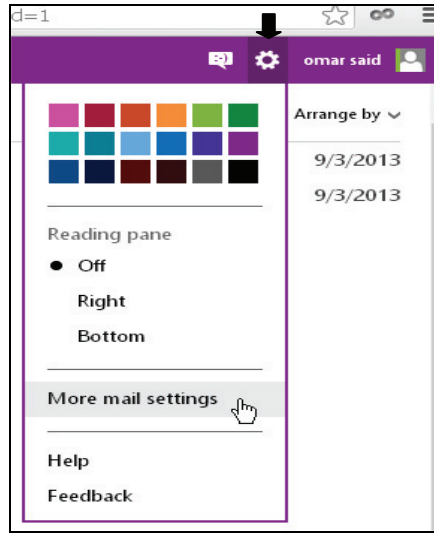 d=1
omar said
Arrange by
9/3/2013
9/3/2013
Reading pane
Off
Right
Bottom
More mail settings
Help
Feedback